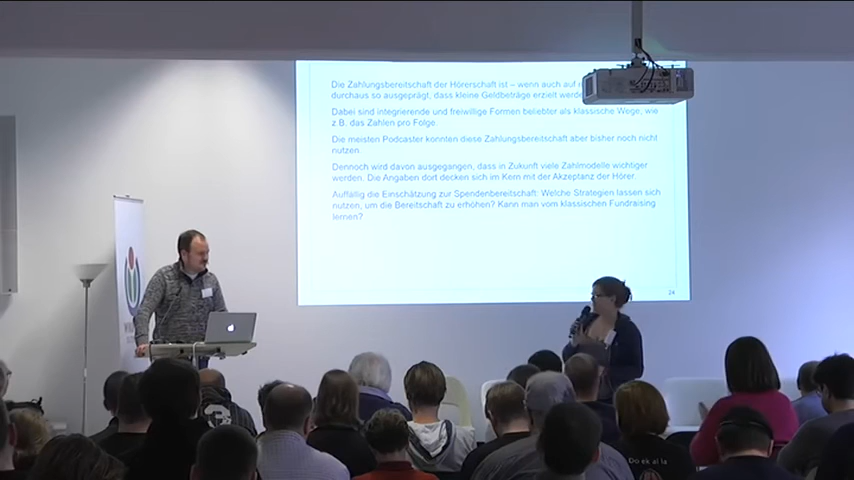 Die Zahlungsbereitschaft der Hörerschaft ist – wenn auch auf
durchaus so ausgeprägt, dass kleine Geldbeträge erzielt
Dabei sind integrierende und freiwillige Formen beliebter als klassische Wege, wie
z.B. das Zahlen pro Folge.
Die meisten Podcaster konnten diese Zahlungsbereitschaft aber bisher noch nicht
nutzen.
Dennoch wird davon ausgegangen, dass in Zukunft viele Zahlmodelle wichtiger
werden. Die Angaben dort decken sich im Kern mit der Akzeptanz der Hörer.
Auffällig die Einschätzung zur Spendenbereitschaft: Welche Strategien lassen sich
nutzen, um die Bereitschaft zu erhöhen? Kann man vom klassischen Fundraising
lernen?